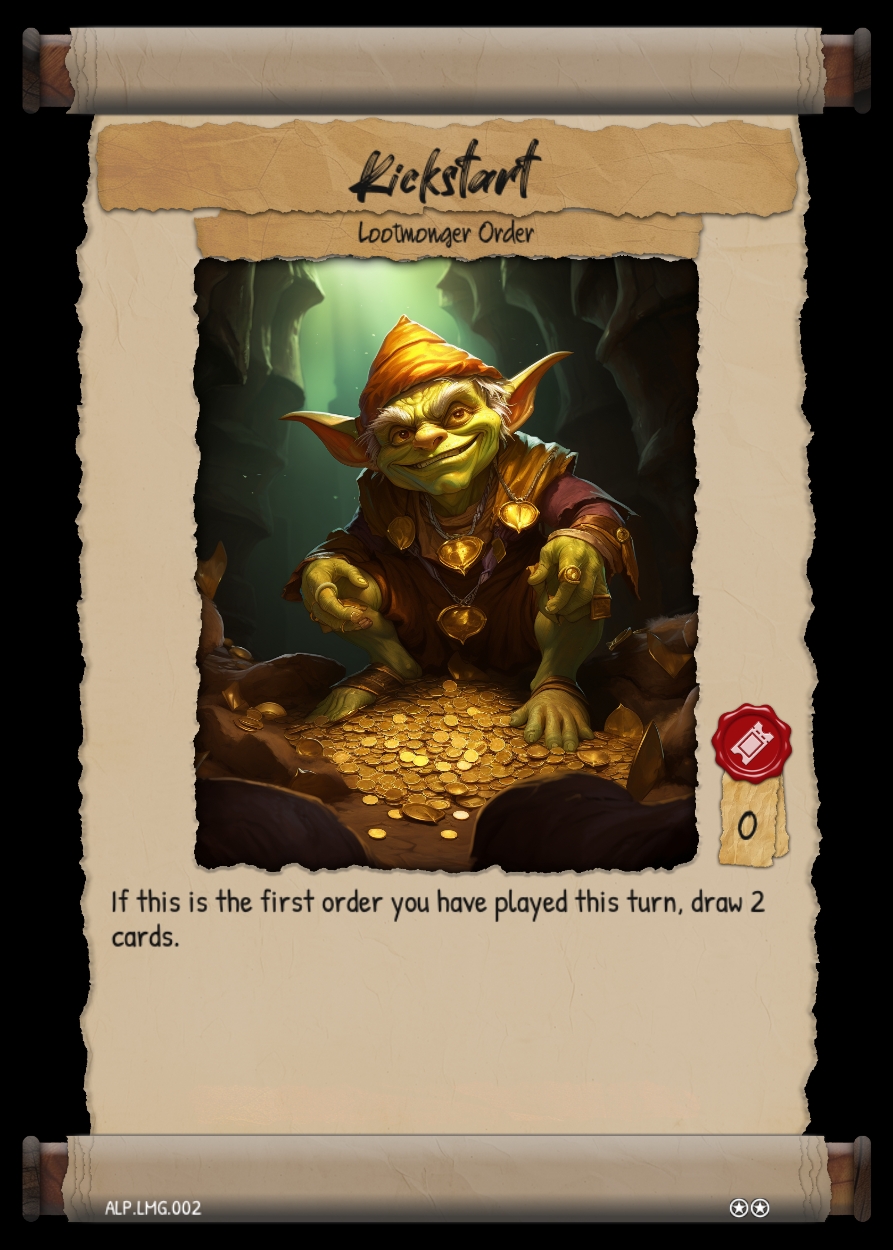 Kickstart
Lootmonger Order
0
If this is the first order you have played this turn, draw 2
cards.
ALP.LMG.002